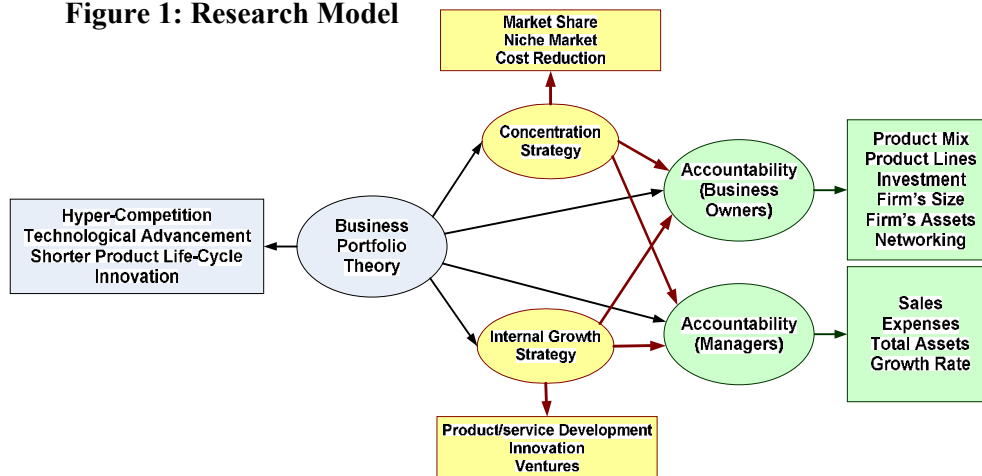 Figure 1: Research Model
Market Share
Niche Market
Cost Reduction
Concentration
Strategy
Accountability
(Business
Owners)
Product Mix
Product Lines
Investment
Firm's Size
Firm's Assets
Networking
Hyper-Competition
Technological Advancement
Shorter Product Life-Cycle
Innovation
Business
Portfolio
Theory
Internal Growth
Strategy
Accountability
(Managers)
Sales
Expenses
Total Assets
Growth Rate
Product/service Development
Innovation
Ventures